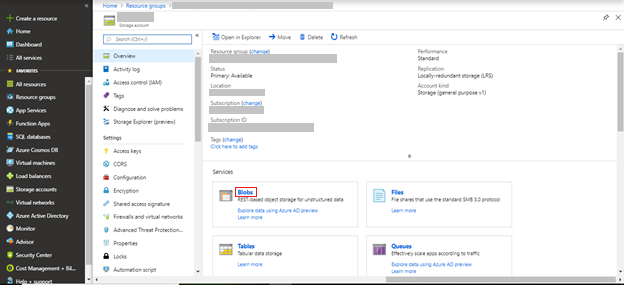 Home > Resource groups >
Create a resource
Home
Dashboard
All services
FAVORITES
All resources
Resource groups
App Services
Function Apps
SQL databases
Azure Cosmos DB
Virtual machines
Load balancers
Storage accounts
Virtual networks
Azure Active Directory
Monitor
Advisor
Security Center
Cost Management + Bil...
Help + support
Storage account
Search (Ctrl+/)
Overview
Activity log
Access control (IAM)
Tags
Diagnose and solve problems
Storage Explorer (preview)
Settings
Access keys
CORS
Configuration
Encryption
Shared access signature
Firewalls and virtual networks
Advanced Threat Protection...
Properties
Locks
Automation script
Open in Explorer
Move
Delete
Refresh
Resource group (change)
Status
Primary: Available
Location
Subscription (change)
Subscription ID
Tags (change)
Click here to add tags
Performance
Standard
Replication
Locally-redundant storage (LRS)
Account kind
Storage (general purpose v1)
Services
Blobs
REST-based object storage for unstructured data
Explore data using Azure AD preview
Learn more
Files
File shares that use the standard SMB 3.0 protocol
Learn more
Tables
Tabular data storage
Learn more
Queues
Effectively scale apps according to traffic
Explore data using Azure AD preview
Learn more